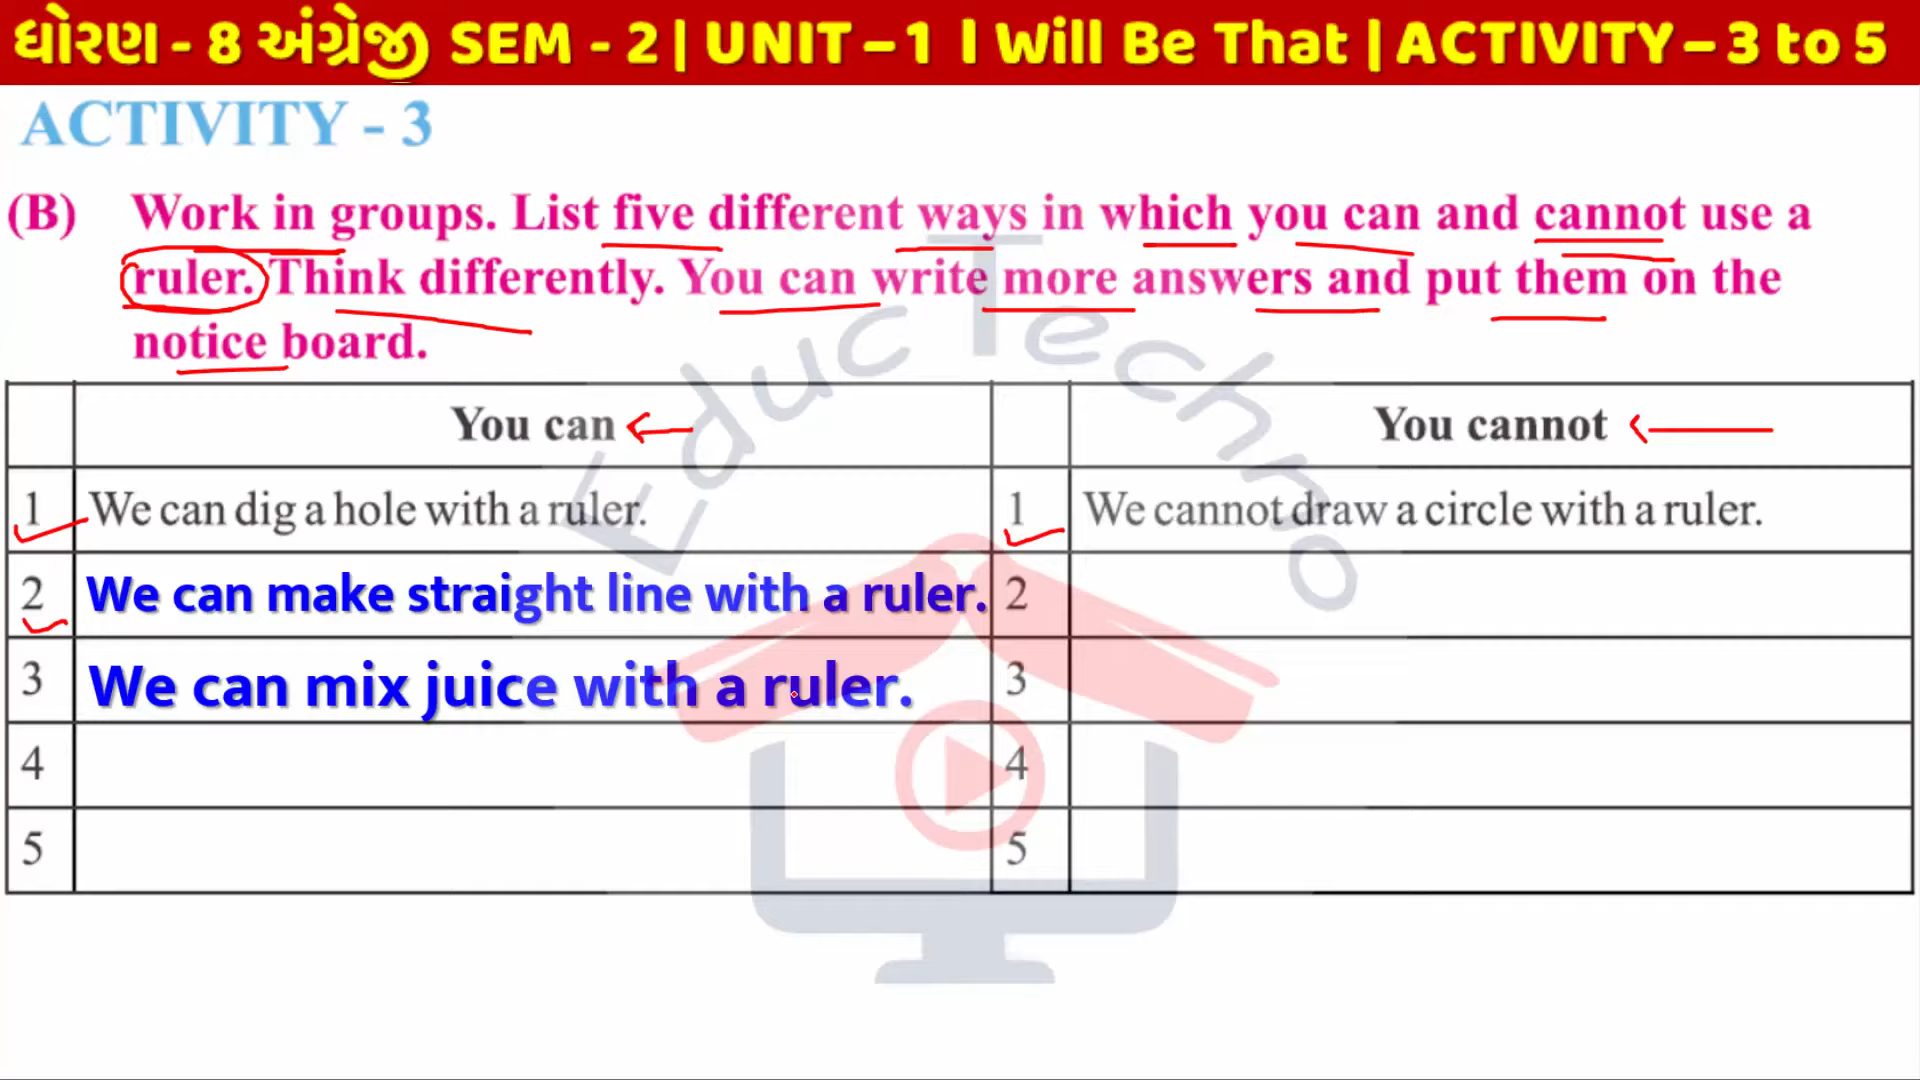 ધોરણ - 8 અંગ્રેજી SEM - 2 | UNIT – 1 I Will Be That | ACTIVITY – 3 to 5
ACTIVITY - 3
(B) Work in groups. List five different ways in which you can and cannot use a
ruler. Think differently. You can write more answers and put them on the
notice board.
You can You cannot
1 We can dig a hole with a ruler. 1 We cannot draw a circle with a ruler.
2 We can make straight line with a ruler. 2
3 We can mix juice with a ruler. 3
4 4
5 5
EducTechno